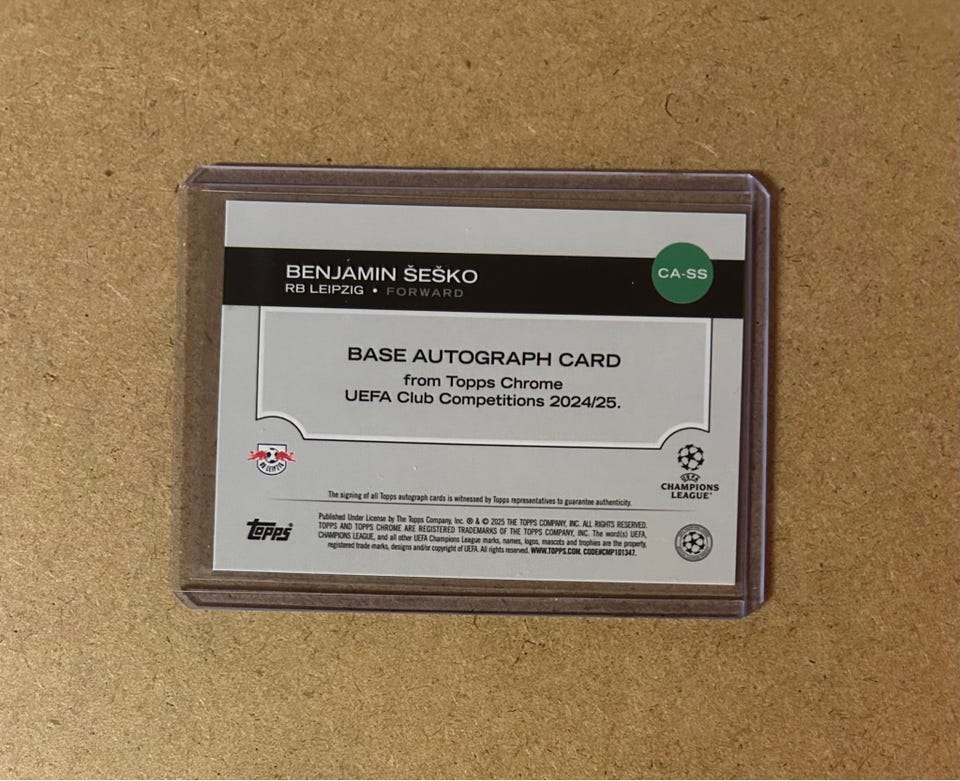 BENJAMIN ŠEŠKO
RB LEIPZIG • FORWARD
CA-SS
BASE AUTOGRAPH CARD
from Topps Chrome
UEFA Club Competitions 2024/25.
RB LEIPZIG
UEFA
CHAMPIONS
LEAGUE
The signing of all Topps autograph cards is witnessed by Topps representatives to guarantee authenticity.
topps®
Published Under License by The Topps Company, Inc. ® & © 2025 THE TOPPS COMPANY, INC. ALL RIGHTS RESERVED.
TOPPS AND TOPPS CHROME ARE REGISTERED TRADEMARKS OF THE TOPPS COMPANY, INC. The word(s) UEFA,
CHAMPIONS LEAGUE, and all other UEFA Champions League marks, names, logos, mascots and trophies are the property,
registered trade marks, designs and/or copyright of UEFA. All rights reserved. WWW.TOPPS.COM. CODE#CMP101347.